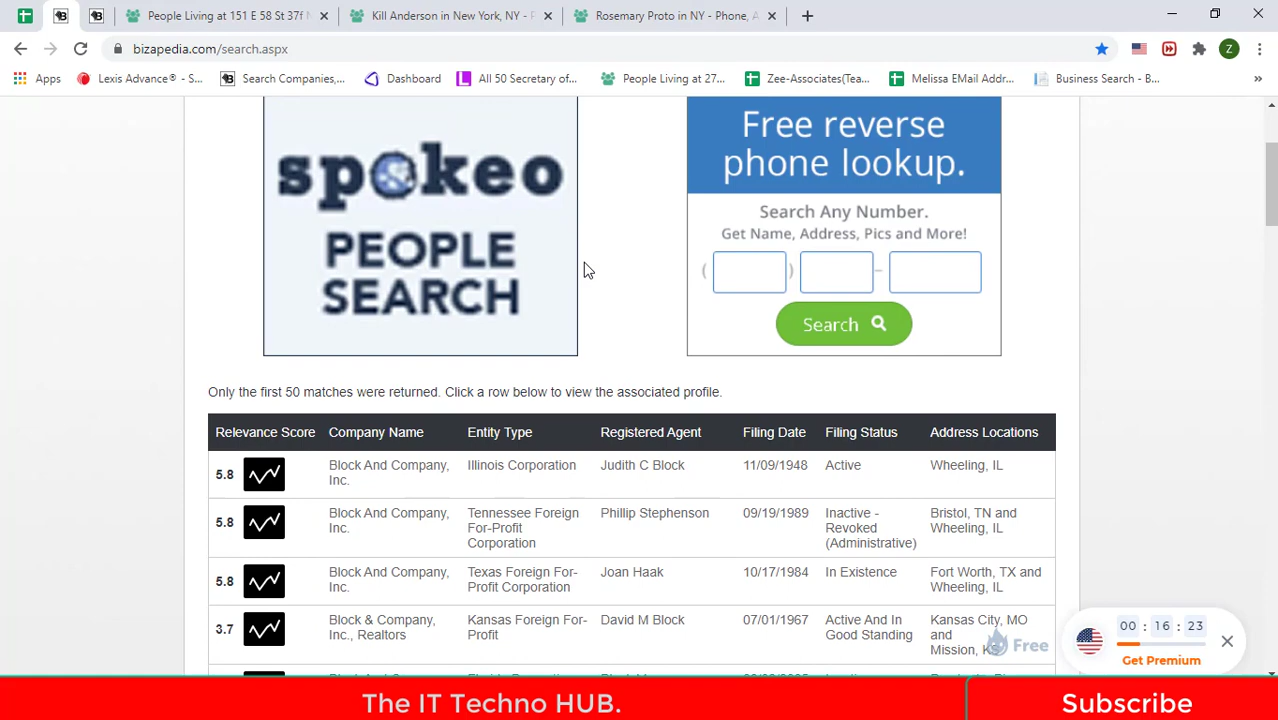 People Living at 151 E 58 St 37f N
Kill Anderson in New York, NY - P
Rosemary Proto in NY - Phone, A
bizapedia.com/search.aspx
Z
Apps
Lexis Advance® - S...
Search Companies,...
Dashboard
All 50 Secretary of...
People Living at 27...
Zee-Associates(Tea...
Melissa EMail Addr...
Business Search - B...
»
spokeo
PEOPLE
SEARCH
Free reverse
phone lookup.
Search Any Number.
Get Name, Address, Pics and More!
( ) -
Search
Only the first 50 matches were returned. Click a row below to view the associated profile.
Relevance Score Company Name Entity Type Registered Agent Filing Date Filing Status Address Locations
5.8 Block And Company, Illinois Corporation Judith C Block 11/09/1948 Active Wheeling, IL
Inc.
5.8 Block And Company, Tennessee Foreign Phillip Stephenson 09/19/1989 Inactive - Bristol, TN and
Inc. For-Profit Revoked Wheeling, IL
Corporation (Administrative)
5.8 Block And Company, Texas Foreign For- Joan Haak 10/17/1984 In Existence Fort Worth, TX and
Inc. Profit Corporation Wheeling, IL
3.7 Block & Company, Kansas Foreign For- David M Block 07/01/1967 Active And In Kansas City, MO
Inc., Realtors Profit Good Standing and
Mission, KS
00 : 16 : 23
Free
Get Premium
The IT Techno HUB.
Subscribe